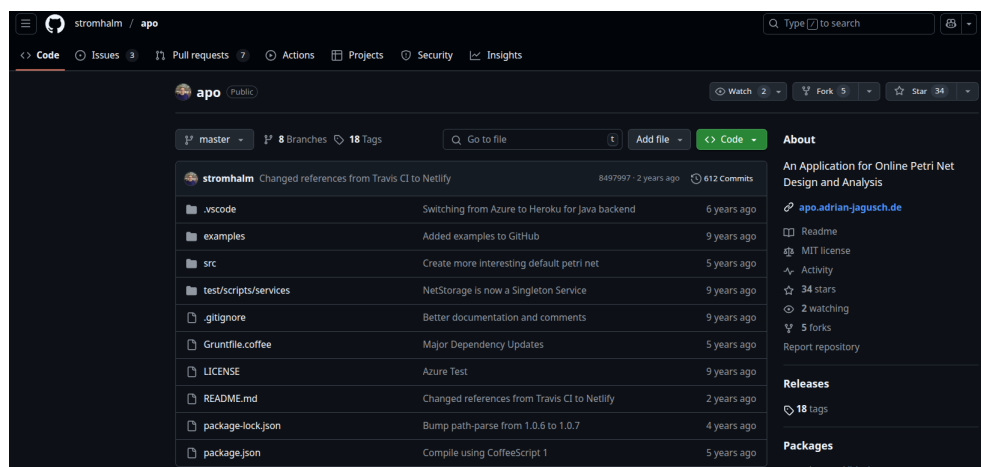 stromhalm / apo
Type / to search
Code Issues 3 Pull requests 7 Actions Projects Security Insights
apo Public
Watch 2 Fork 5 Star 34
master 8 Branches 18 Tags Go to file t Add file Code
stromhalm Changed references from Travis CI to Netlify 8497997 · 2 years ago 612 Commits
.vscode Switching from Azure to Heroku for Java backend 6 years ago
examples Added examples to GitHub 9 years ago
src Create more interesting default petri net 5 years ago
test/scripts/services NetStorage is now a Singleton Service 9 years ago
.gitignore Better documentation and comments 9 years ago
Gruntfile.coffee Major Dependency Updates 5 years ago
LICENSE Azure Test 9 years ago
README.md Changed references from Travis CI to Netlify 2 years ago
package-lock.json Bump path-parse from 1.0.6 to 1.0.7 4 years ago
package.json Compile using CoffeeScript 1 5 years ago
About
An Application for Online Petri Net
Design and Analysis
apo.adrian-jagusch.de
Readme
MIT license
Activity
34 stars
2 watching
5 forks
Report repository
Releases
18 tags
Packages